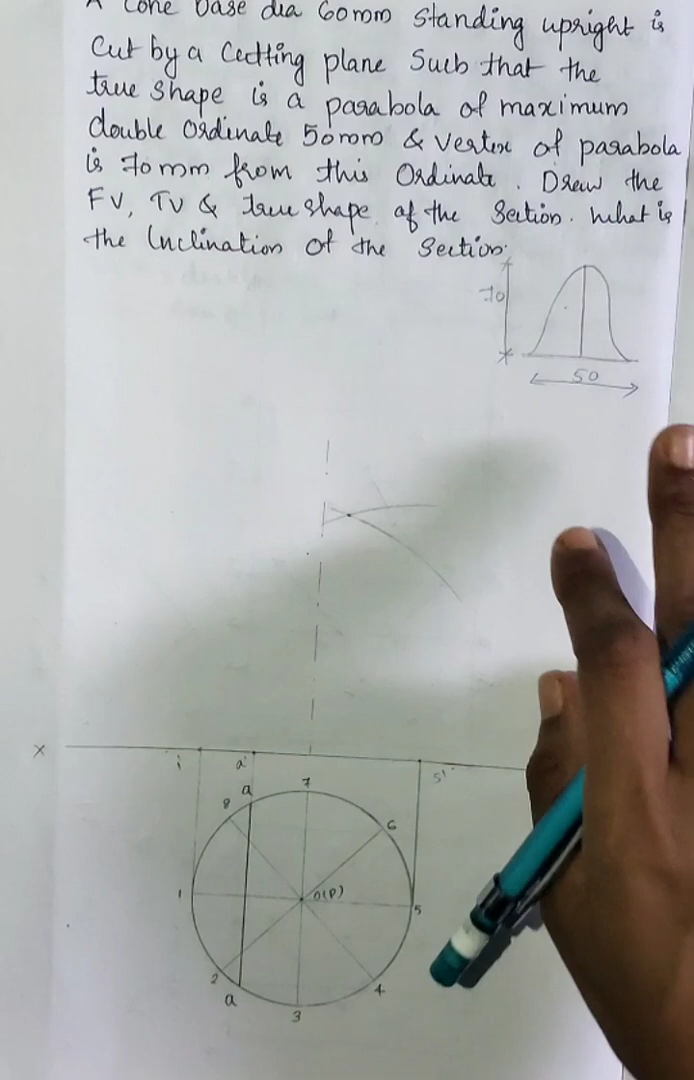 A Cone base dia 60mm standing upright is
Cut by a Cectting plane Such that the
true shape is a parabola of maximum
double Ordinate 50mm & vertex of parabola
is 70mm from this Ordinate. Draw the
FV, TV & true shape of the Section. What is
the Inclination of the Section.
70
50
X
1'
a'
5'
8
a
7
6
1
O(P)
5
2
a
3
4